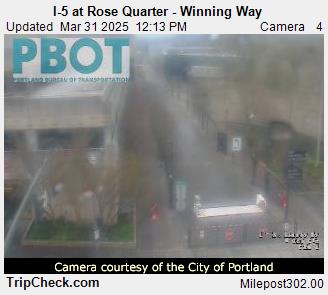 I-5 at Rose Quarter - Winning Way
Updated Mar 31 2025 12:13 PM Camera 4
PBOT
PORTLAND BUREAU OF TRANSPORTATION
Camera courtesy of the City of Portland
TripCheck.com Milepost302.00